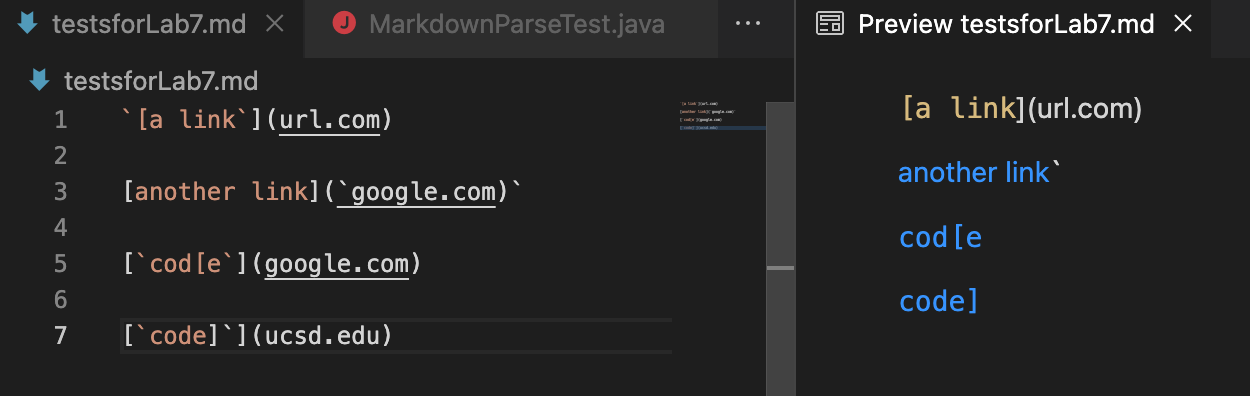 testsforLab7.md
J MarkdownParseTest.java
...
Preview testsforLab7.md
testsforLab7.md
1 `[a link`](url.com)
2
3 [another link](`google.com)`
4
5 [`cod[e`](google.com)
6
7 [`code]`](ucsd.edu)
[a link](url.com)
another link`
cod[e
code]